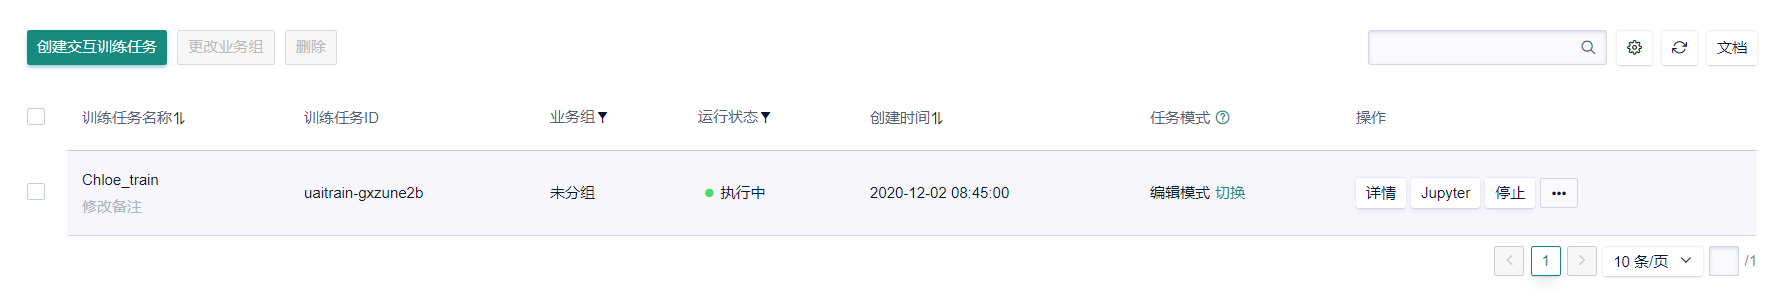 创建交互训练任务 更改业务组 删除 文档
训练任务名称 训练任务ID 业务组 运行状态 创建时间 任务模式 操作
Chloe_train uaitrain-gxzune2b 未分组 执行中 2020-12-02 08:45:00 编辑模式 切换 详情 Jupyter 停止 •••
修改备注
1 10 条/页 /1